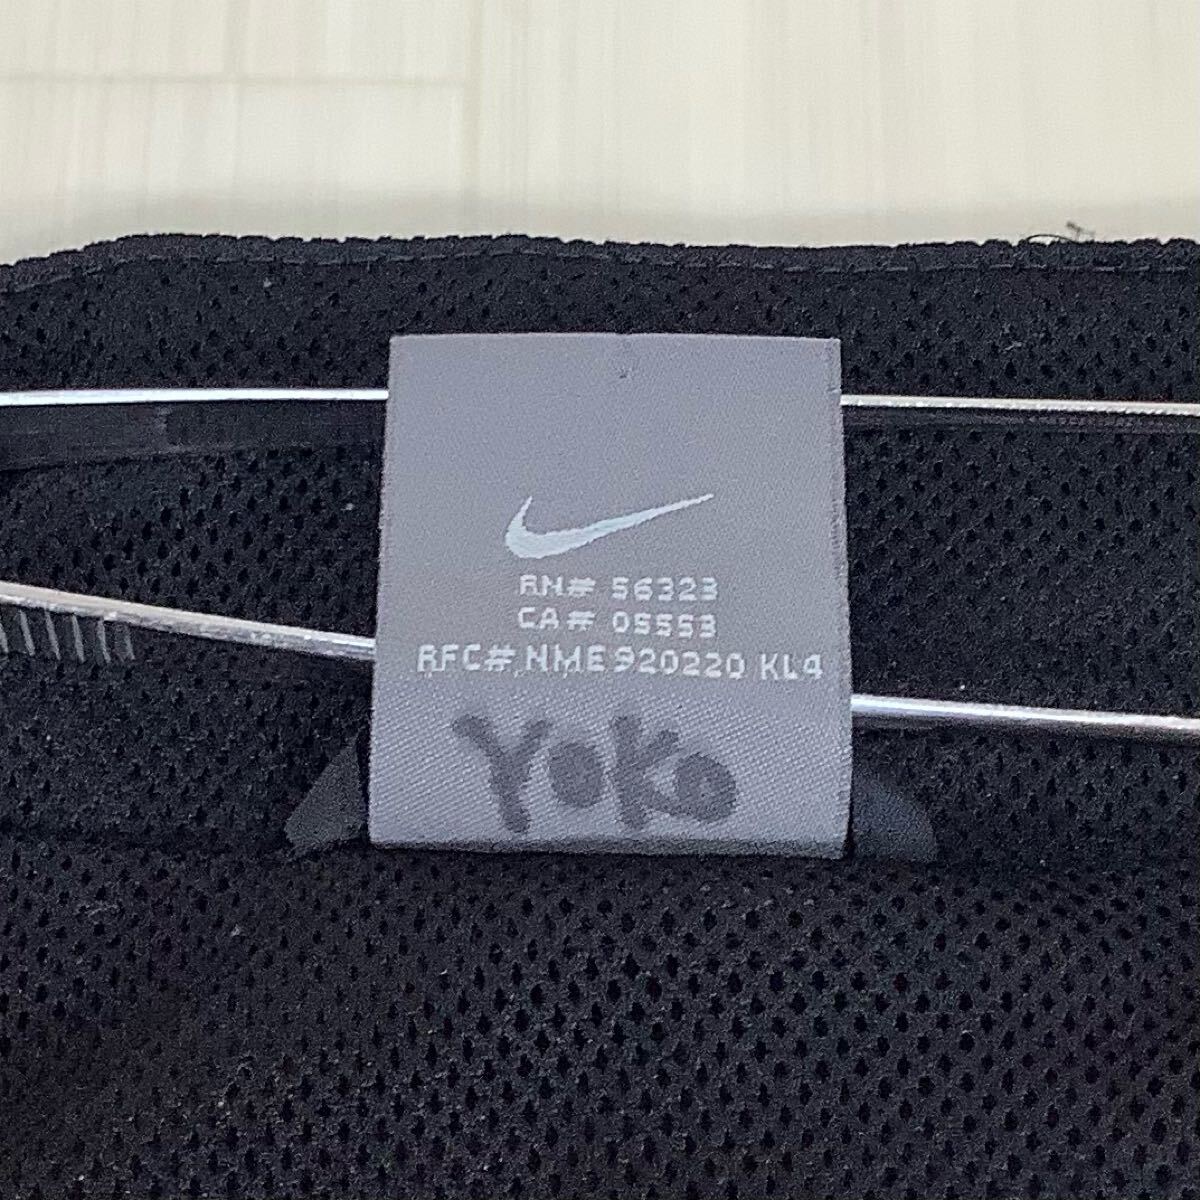 RN# 56323
CA# 05553
RFC# NME920220 KL4
Yoko